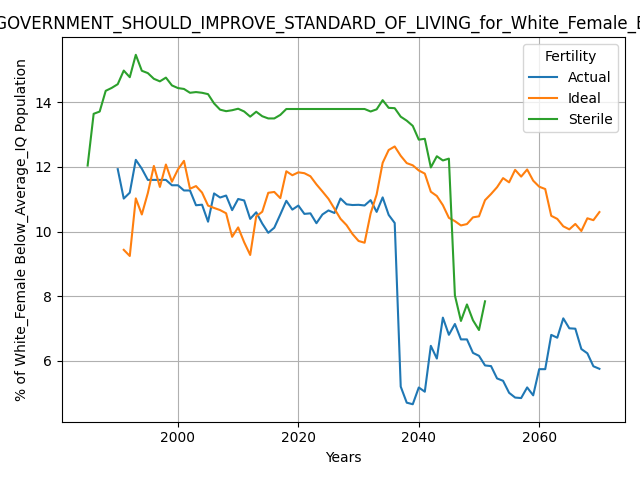 GOVERNMENT_SHOULD_IMPROVE_STANDARD_OF_LIVING_for_White_Female_B
% of White_Female Below_Average_IQ Population
Fertility
Actual
Ideal
Sterile
14
12
10
8
6
2000
2020
2040
2060
Years